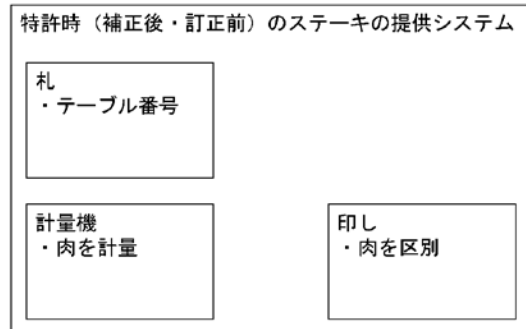 特許時（補正後・訂正前）のステーキの提供システム
札
・テーブル番号
計量機
・肉を計量
印し
・肉を区別